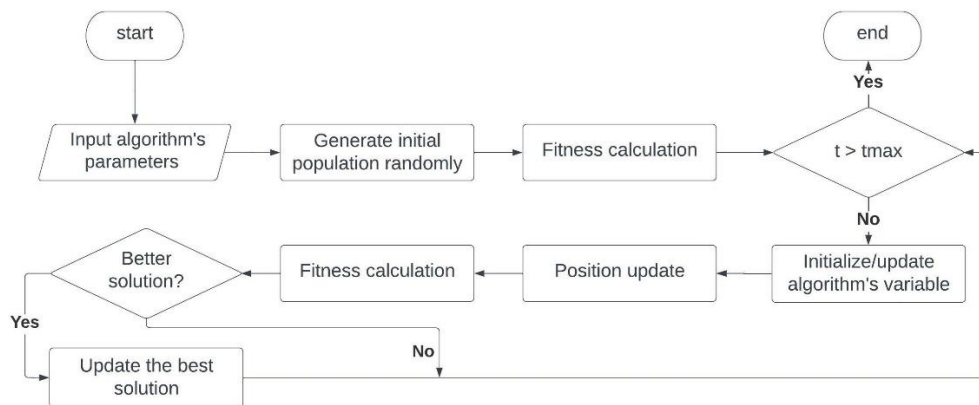 start
end
Yes
Input algorithm's
parameters
Generate initial
population randomly
Fitness calculation
t > tmax
No
Better
solution?
Fitness calculation
Position update
Initialize/update
algorithm's variable
Yes
No
Update the best
solution